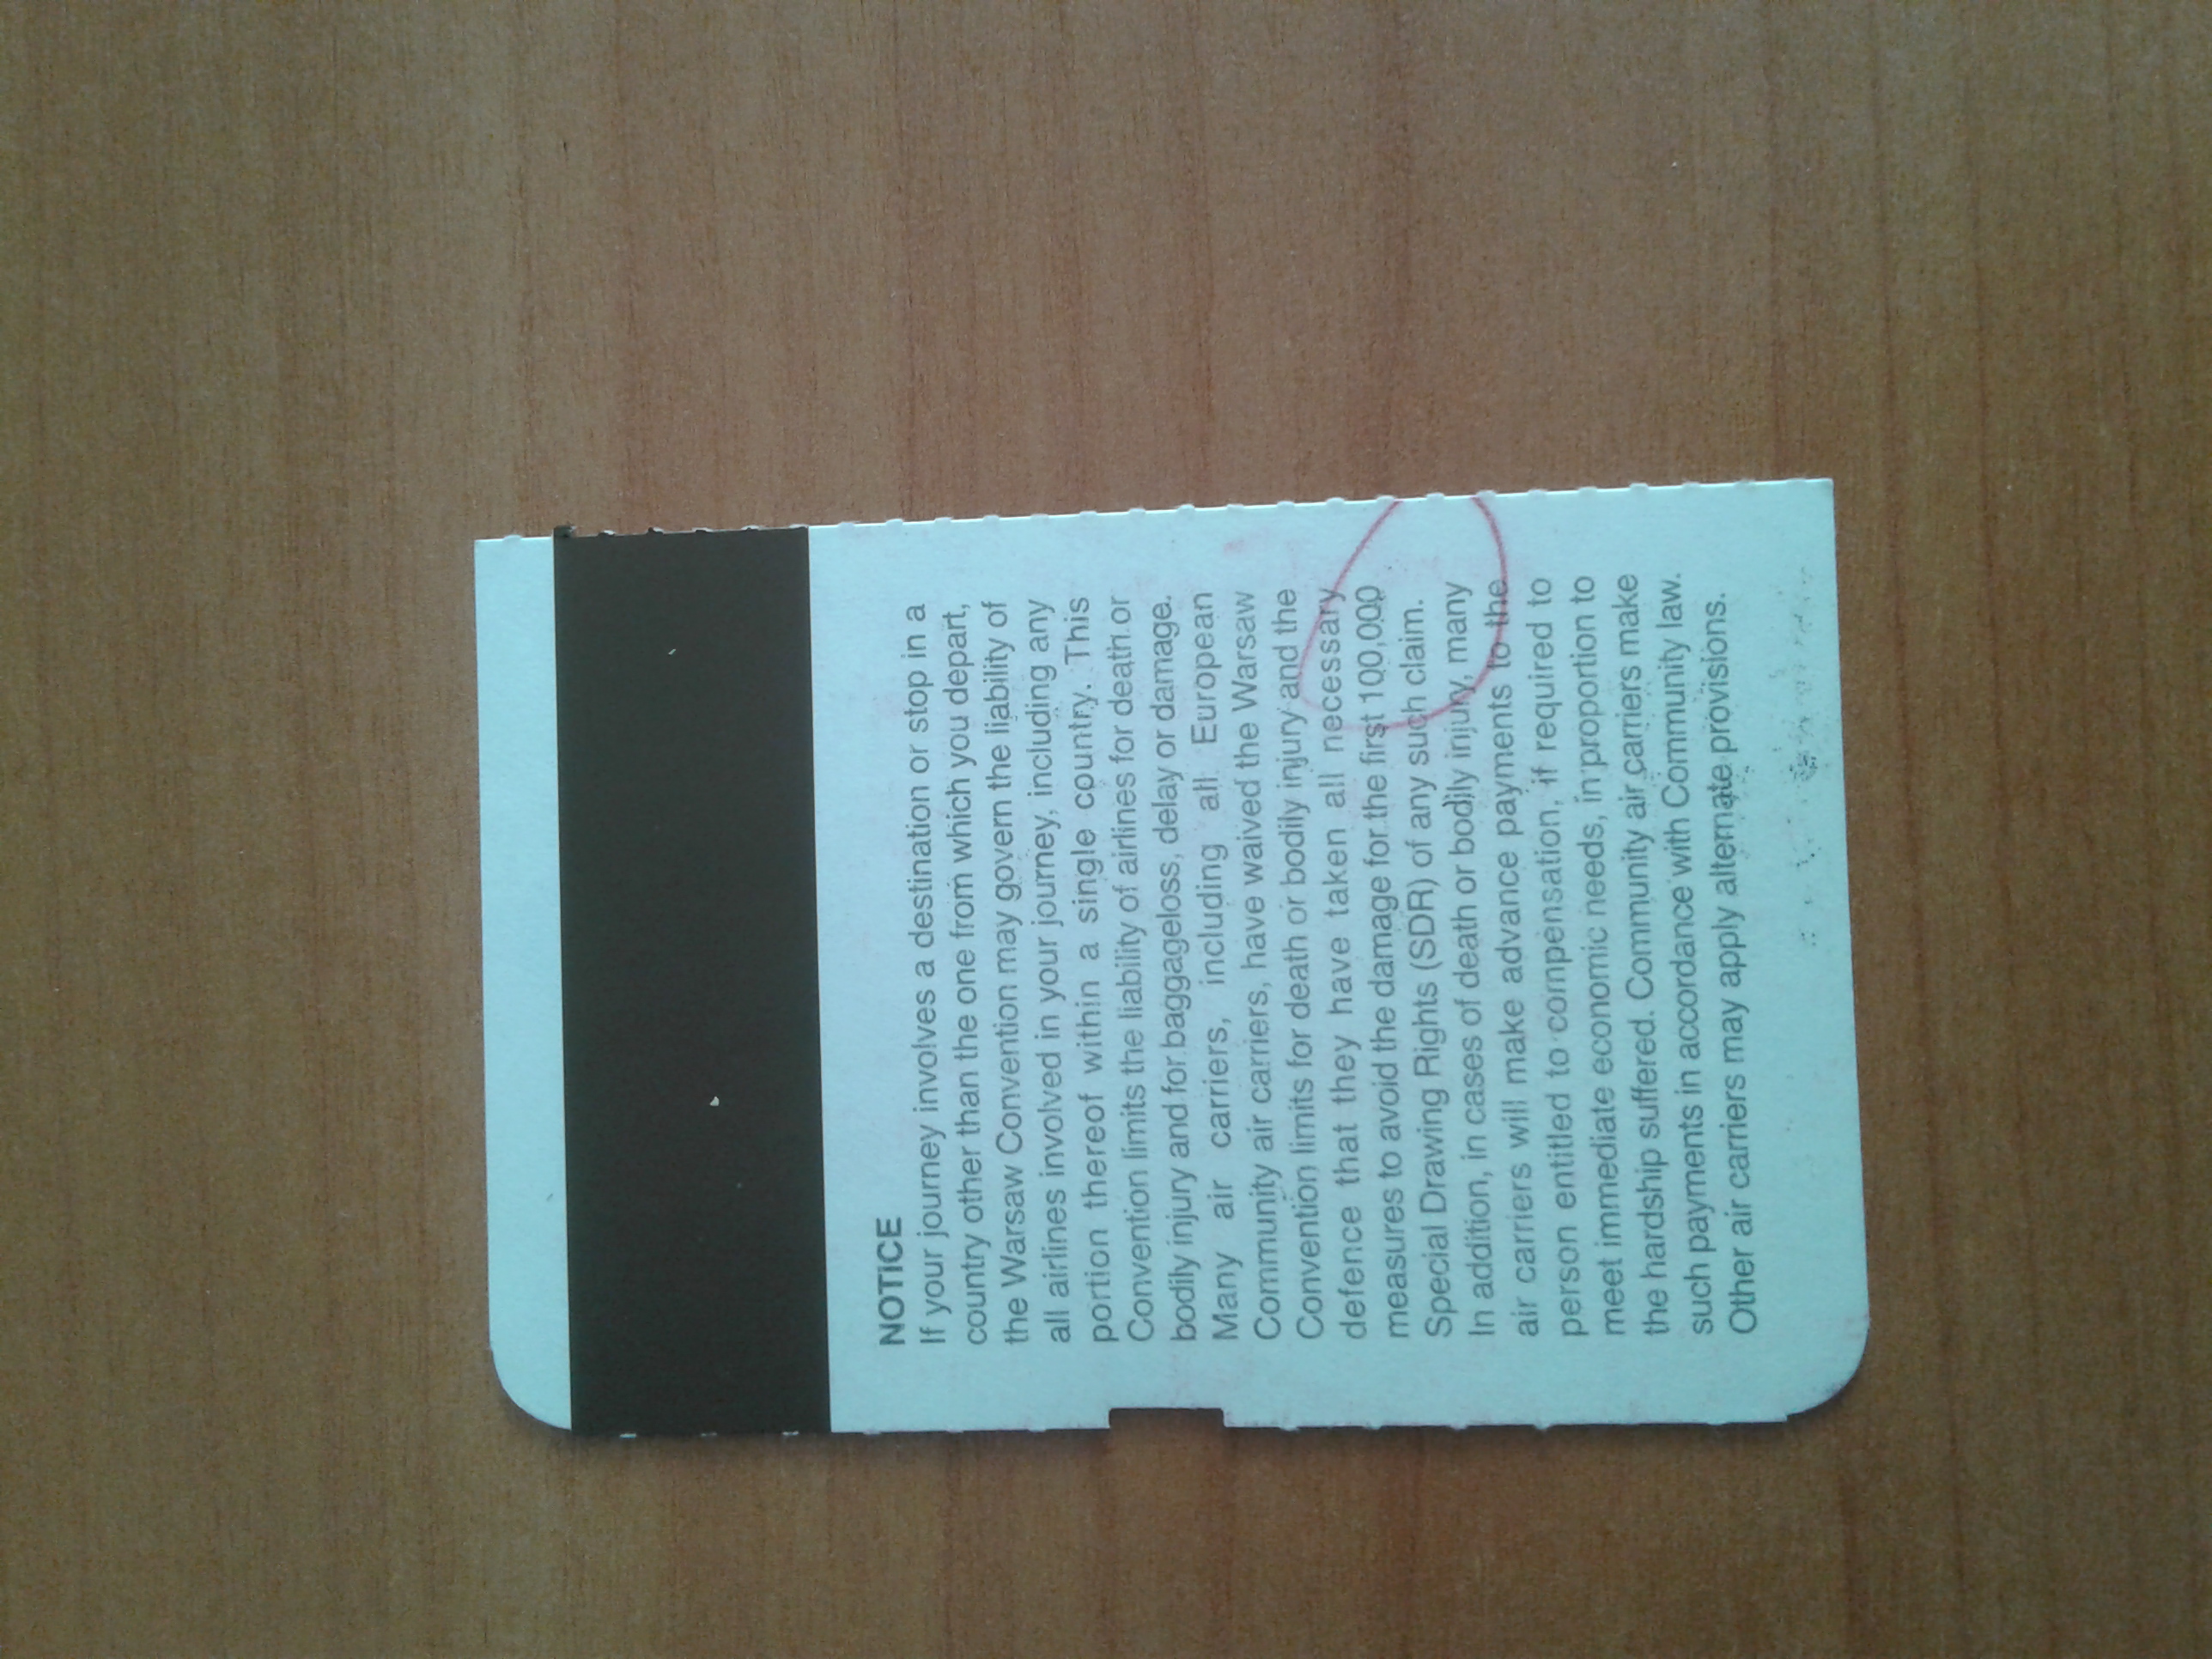 NOTICE
If your journey involves a destination or stop in a
country other than the one from which you depart,
the Warsaw Convention may govern the liability of
all airlines involved in your journey, including any
portion thereof within a single country. This
Convention limits the liability of airlines for death or
bodily injury and for baggageloss, delay or damage.
Many air carriers, including all European
Community air carriers, have waived the Warsaw
Convention limits for death or bodily injury and the
defence that they have taken all necessary
measures to avoid the damage for the first 100,000
Special Drawing Rights (SDR) of any such claim.
In addition, in cases of death or bodily injury, many
air carriers will make advance payments to the
person entitled to compensation, if required to
meet immediate economic needs, in proportion to
the hardship suffered. Community air carriers make
such payments in accordance with Community law.
Other air carriers may apply alternate provisions.